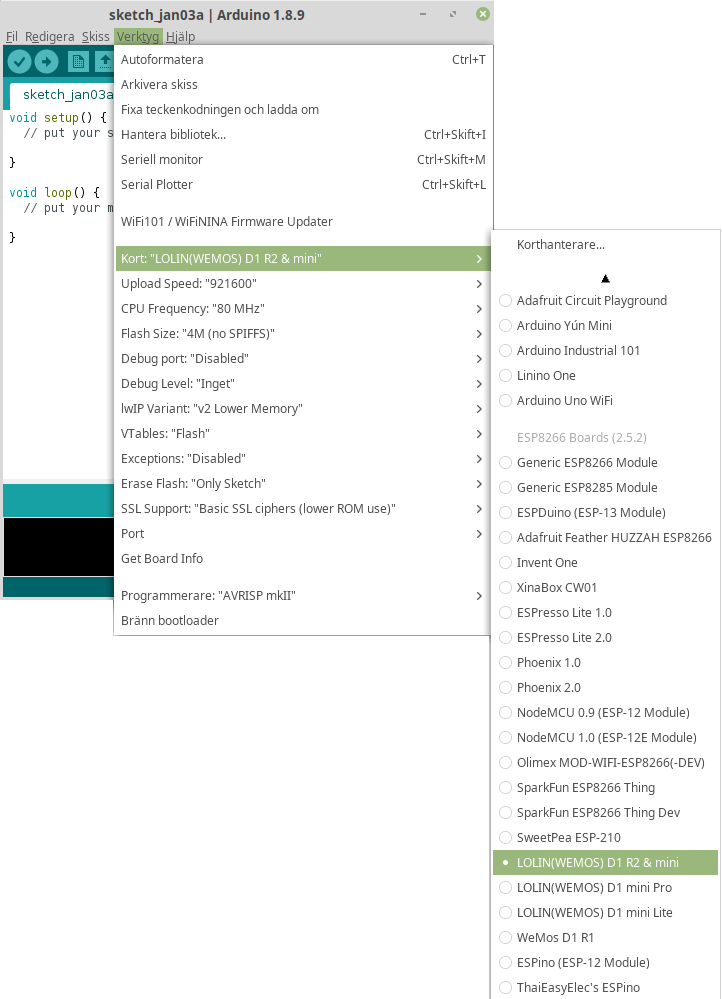 sketch_jan03a | Arduino 1.8.9
Fil Redigera Skiss Verktyg Hjälp
sketch_jan03a
void setup() {
// put your s
}
void loop() {
// put your m
}
Autoformatera Ctrl+T
Arkivera skiss
Fixa teckenkodningen och ladda om
Hantera bibliotek... Ctrl+Skift+I
Seriell monitor Ctrl+Skift+M
Serial Plotter Ctrl+Skift+L
WiFi101 / WiFiNINA Firmware Updater
Kort: "LOLIN(WEMOS) D1 R2 & mini"
Upload Speed: "921600"
CPU Frequency: "80 MHz"
Flash Size: "4M (no SPIFFS)"
Debug port: "Disabled"
Debug Level: "Inget"
lwIP Variant: "v2 Lower Memory"
VTables: "Flash"
Exceptions: "Disabled"
Erase Flash: "Only Sketch"
SSL Support: "Basic SSL ciphers (lower ROM use)"
Port
Get Board Info
Programmerare: "AVRISP mkII"
Bränn bootloader
Korthanterare...
Adafruit Circuit Playground
Arduino Yún Mini
Arduino Industrial 101
Linino One
Arduino Uno WiFi
ESP8266 Boards (2.5.2)
Generic ESP8266 Module
Generic ESP8285 Module
ESPDuino (ESP-13 Module)
Adafruit Feather HUZZAH ESP8266
Invent One
XinaBox CW01
ESPresso Lite 1.0
ESPresso Lite 2.0
Phoenix 1.0
Phoenix 2.0
NodeMCU 0.9 (ESP-12 Module)
NodeMCU 1.0 (ESP-12E Module)
Olimex MOD-WIFI-ESP8266(-DEV)
SparkFun ESP8266 Thing
SparkFun ESP8266 Thing Dev
SweetPea ESP-210
LOLIN(WEMOS) D1 R2 & mini
LOLIN(WEMOS) D1 mini Pro
LOLIN(WEMOS) D1 mini Lite
WeMos D1 R1
ESPino (ESP-12 Module)
ThaiEasyElec's ESPino